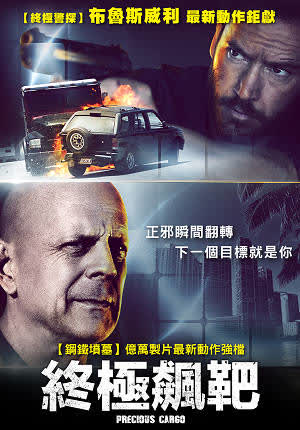 【終極警探】布魯斯威利 最新動作鉅獻
正邪瞬間翻轉
下一個目標就是你
【鋼鐵墳墓】億萬製片最新動作強檔
終極飆靶
PRECIOUS CARGO